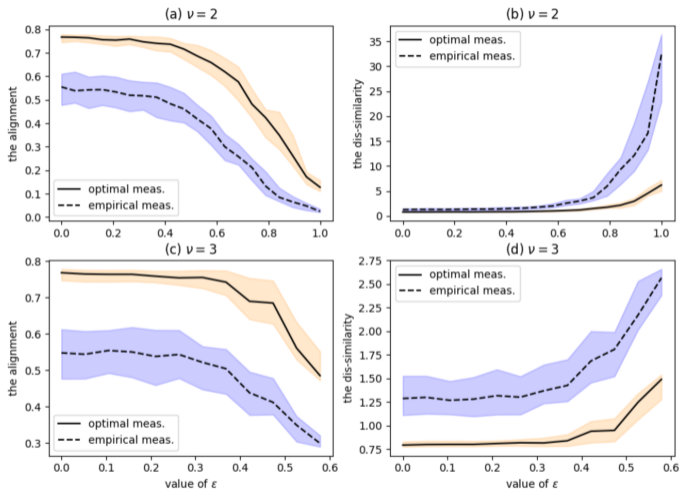 (a) ν = 2
the alignment
0.8
0.7
0.6
0.5
0.4
0.3
0.2
0.1
0.0
optimal meas.
empirical meas.
0.0 0.2 0.4 0.6 0.8 1.0
(b) ν = 2
the dis-similarity
35
30
25
20
15
10
5
0
optimal meas.
empirical meas.
0.0 0.2 0.4 0.6 0.8 1.0
(c) ν = 3
the alignment
0.8
0.7
0.6
0.5
0.4
0.3
optimal meas.
empirical meas.
0.0 0.1 0.2 0.3 0.4 0.5 0.6
value of ε
(d) ν = 3
the dis-similarity
2.75
2.50
2.25
2.00
1.75
1.50
1.25
1.00
0.75
optimal meas.
empirical meas.
0.0 0.1 0.2 0.3 0.4 0.5 0.6
value of ε